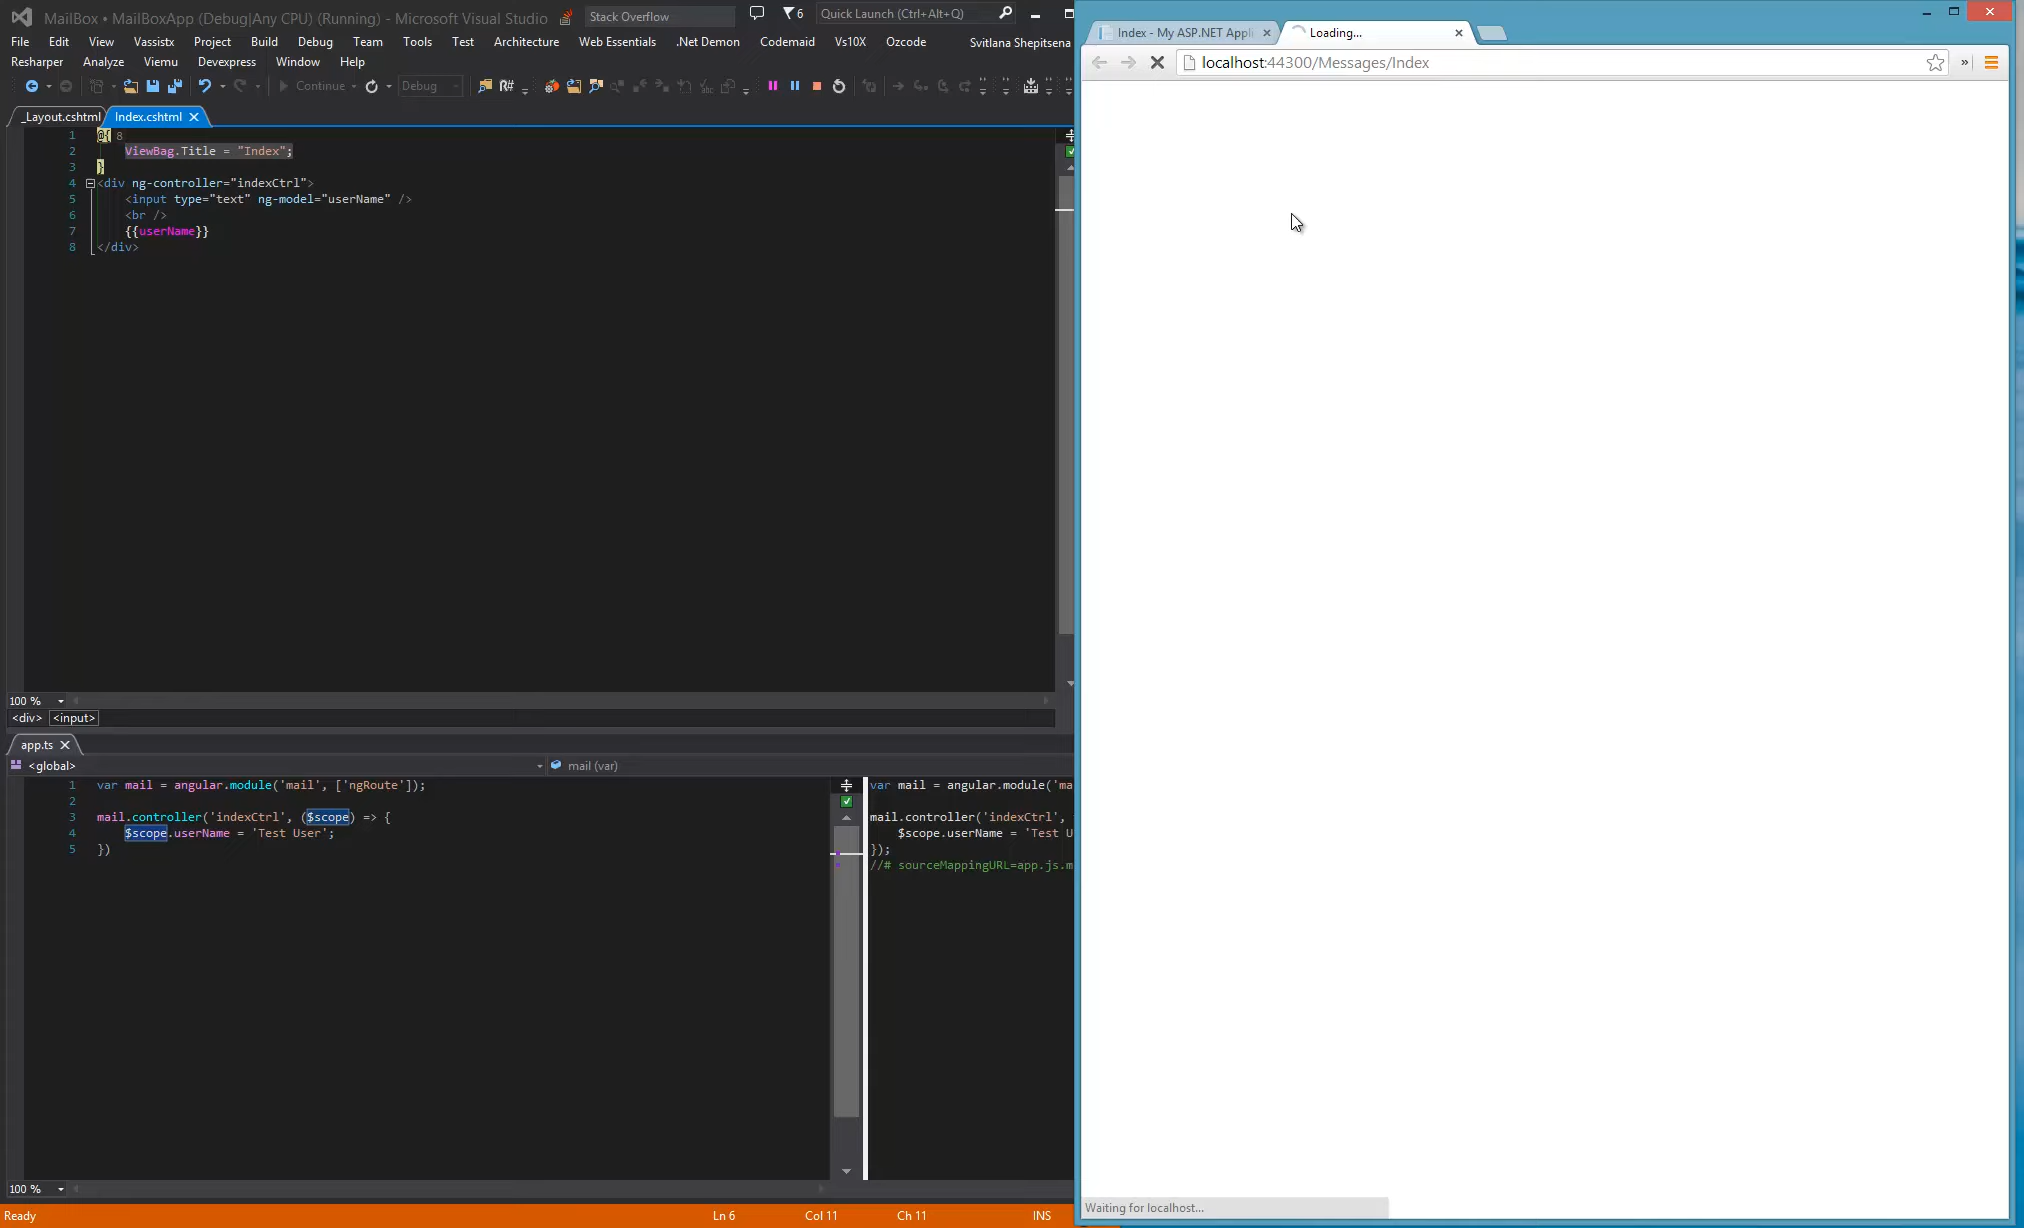 MailBox • MailBoxApp (Debug|Any CPU) (Running) - Microsoft Visual Studio
Stack Overflow
6
Quick Launch (Ctrl+Alt+Q)
File Edit View Vassistx Project Build Debug Team Tools Test Architecture Web Essentials .Net Demon Codemaid Vs10X Ozcode Svitlana Shepitsena
Resharper Analyze Viemu Devexpress Window Help
Continue Debug R#
_Layout.cshtml Index.cshtml
1 @{ 8
2 ViewBag.Title = "Index";
3 }
4 <div ng-controller="indexCtrl">
5 <input type="text" ng-model="userName" />
6 <br />
7 {{userName}}
8 </div>
100 %
<div> <input>
app.ts
<global> mail (var)
1 var mail = angular.module('mail', ['ngRoute']);
2
3 mail.controller('indexCtrl', ($scope) => {
4 $scope.userName = 'Test User';
5 })
var mail = angular.module('ma
mail.controller('indexCtrl',
$scope.userName = 'Test U
});
//# sourceMappingURL=app.js.m
100 %
Ready Ln 6 Col 11 Ch 11 INS
Index - My ASP.NET Appli
Loading...
localhost:44300/Messages/Index
»
Waiting for localhost...